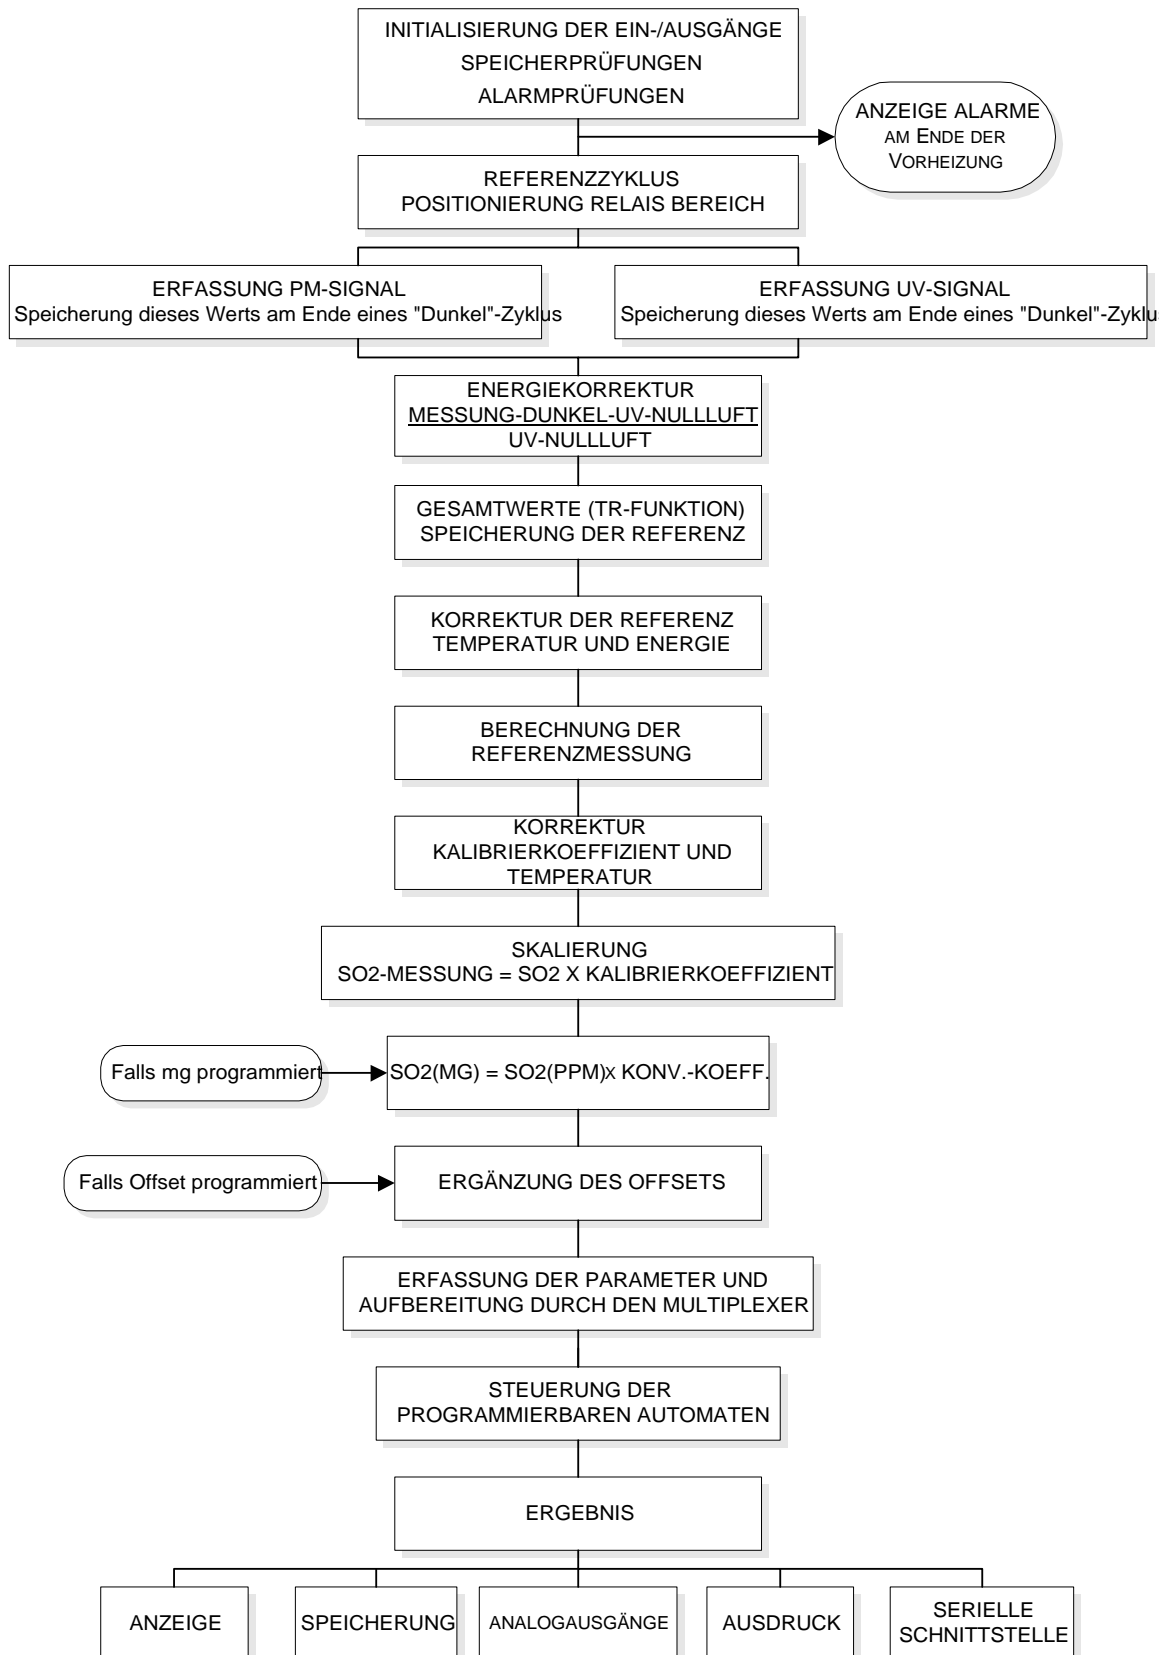 INITIALISIERUNG DER EIN-/AUSGÄNGE
SPEICHERPRÜFUNGEN
ALARMPRÜFUNGEN
ANZEIGE ALARME
AM ENDE DER
VORHEIZUNG
REFERENZZYKLUS
POSITIONIERUNG RELAIS BEREICH
ERFASSUNG PM-SIGNAL
Speicherung dieses Werts am Ende eines "Dunkel"-Zyklus
ERFASSUNG UV-SIGNAL
Speicherung dieses Werts am Ende eines "Dunkel"-Zyklus
ENERGIEKORREKTUR
MESSUNG-DUNKEL-UV-NULLLUFT
UV-NULLLUFT
GESAMTWERTE (TR-FUNKTION)
SPEICHERUNG DER REFERENZ
KORREKTUR DER REFERENZ
TEMPERATUR UND ENERGIE
BERECHNUNG DER
REFERENZMESSUNG
KORREKTUR
KALIBRIERKOEFFIZIENT UND
TEMPERATUR
SKALIERUNG
SO2-MESSUNG = SO2 X KALIBRIERKOEFFIZIENT
Falls mg programmiert
SO2(MG) = SO2(PPM)x KONV.-KOEFF.
Falls Offset programmiert
ERGÄNZUNG DES OFFSETS
ERFASSUNG DER PARAMETER UND
AUFBEREITUNG DURCH DEN MULTIPLEXER
STEUERUNG DER
PROGRAMMIERBAREN AUTOMATEN
ERGEBNIS
ANZEIGE
SPEICHERUNG
ANALOGAUSGÄNGE
AUSDRUCK
SERIELLE
SCHNITTSTELLE